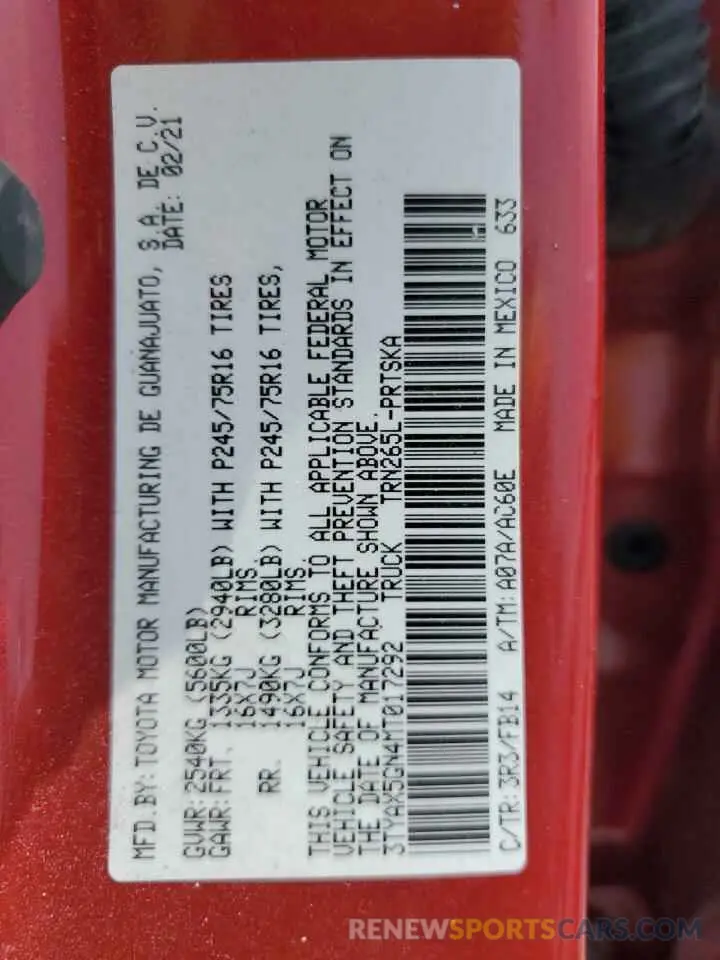 MFD.BY:TOYOTA MOTOR MANUFACTURING DE GUANAJUATO, S.A. DE C.V.
DATE: 02/21
GVWR:2540KG (5600LB)
GAWR:FRT. 1335KG (2940LB) WITH P245/75R16 TIRES
16X7J RIMS.
RR. 1490KG (3280LB) WITH P245/75R16 TIRES,
16X7J RIMS.
THIS VEHICLE CONFORMS TO ALL APPLICABLE FEDERAL MOTOR
VEHICLE SAFETY AND THEFT PREVENTION STANDARDS IN EFFECT ON
THE DATE OF MANUFACTURE SHOWN ABOVE.
3TYAX5GN4MT017292 TRUCK TRN265L-PRTSKA
C/TR:3R3/FB14 A/TM:A07A/AC60E MADE IN MEXICO 633
RENEWSPORTSCARS.COM